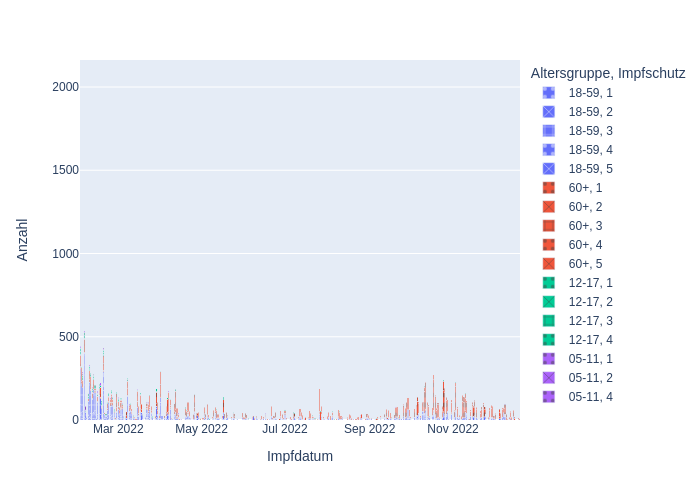 Altersgruppe, Impfschutz
18-59, 1
18-59, 2
18-59, 3
18-59, 4
18-59, 5
60+, 1
60+, 2
60+, 3
60+, 4
60+, 5
12-17, 1
12-17, 2
12-17, 3
12-17, 4
05-11, 1
05-11, 2
05-11, 4
Anzahl
2000
1500
1000
500
0
Mar 2022
May 2022
Jul 2022
Sep 2022
Nov 2022
Impfdatum